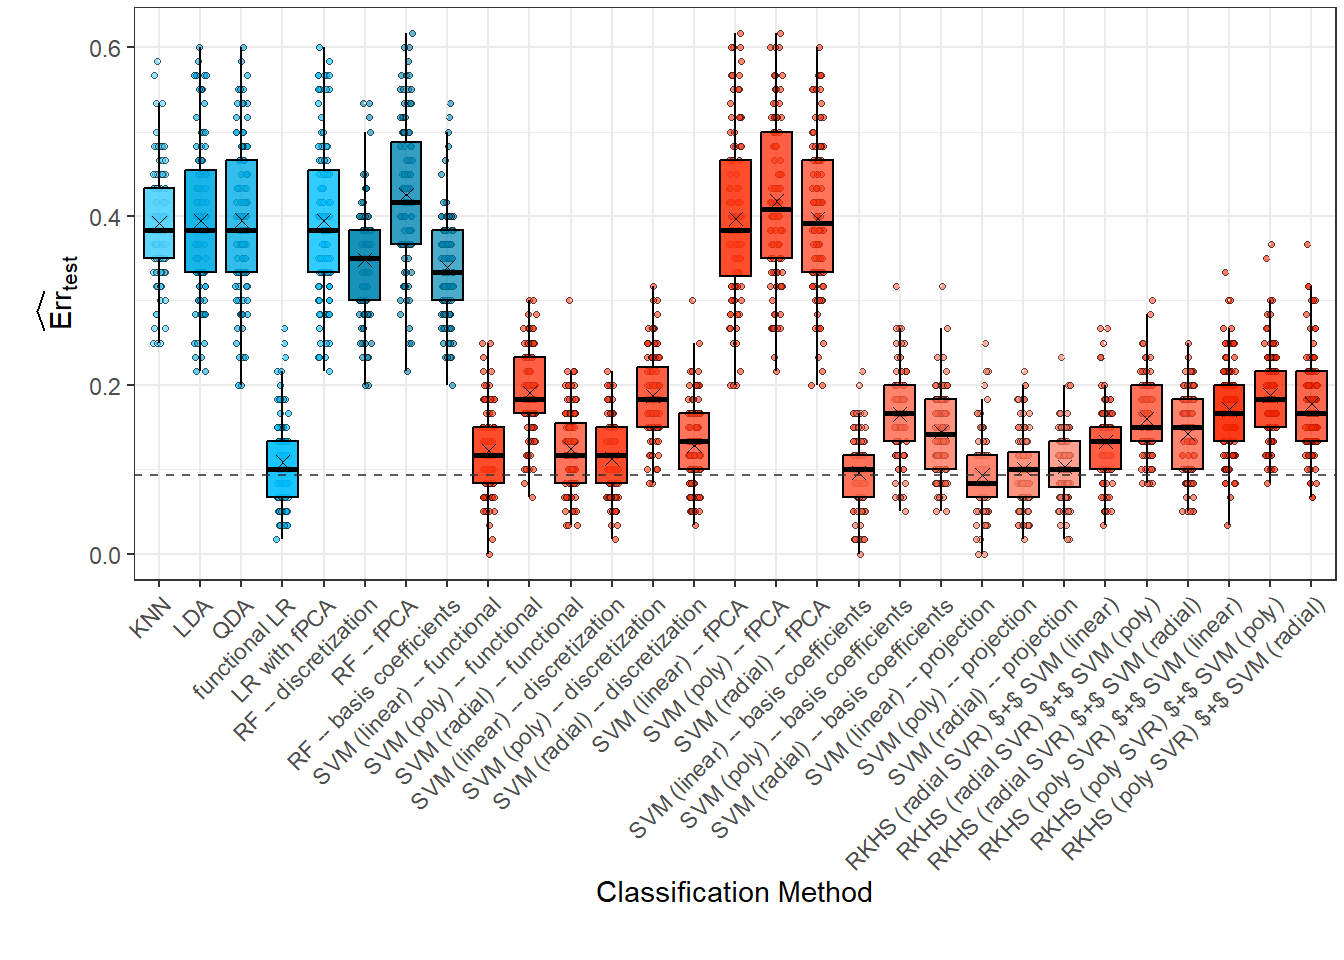 0.6
0.4
0.2
0.0
Err_test
KNN
LDA
QDA
functional LR
LR with fPCA
RF -- discretization
RF -- fPCA
RF -- basis coefficients
SVM (linear) -- functional
SVM (poly) -- functional
SVM (radial) -- functional
SVM (linear) -- discretization
SVM (poly) -- discretization
SVM (radial) -- discretization
SVM (linear) -- fPCA
SVM (poly) -- fPCA
SVM (radial) -- fPCA
SVM (linear) -- basis coefficients
SVM (poly) -- basis coefficients
SVM (radial) -- basis coefficients
SVM (linear) -- projection
SVM (poly) -- projection
SVM (radial) -- projection
RKHS (radial SVR) $+$ SVM (linear)
RKHS (radial SVR) $+$ SVM (poly)
RKHS (radial SVR) $+$ SVM (radial)
RKHS (poly SVR) $+$ SVM (linear)
RKHS (poly SVR) $+$ SVM (poly)
RKHS (poly SVR) $+$ SVM (radial)
Classification Method